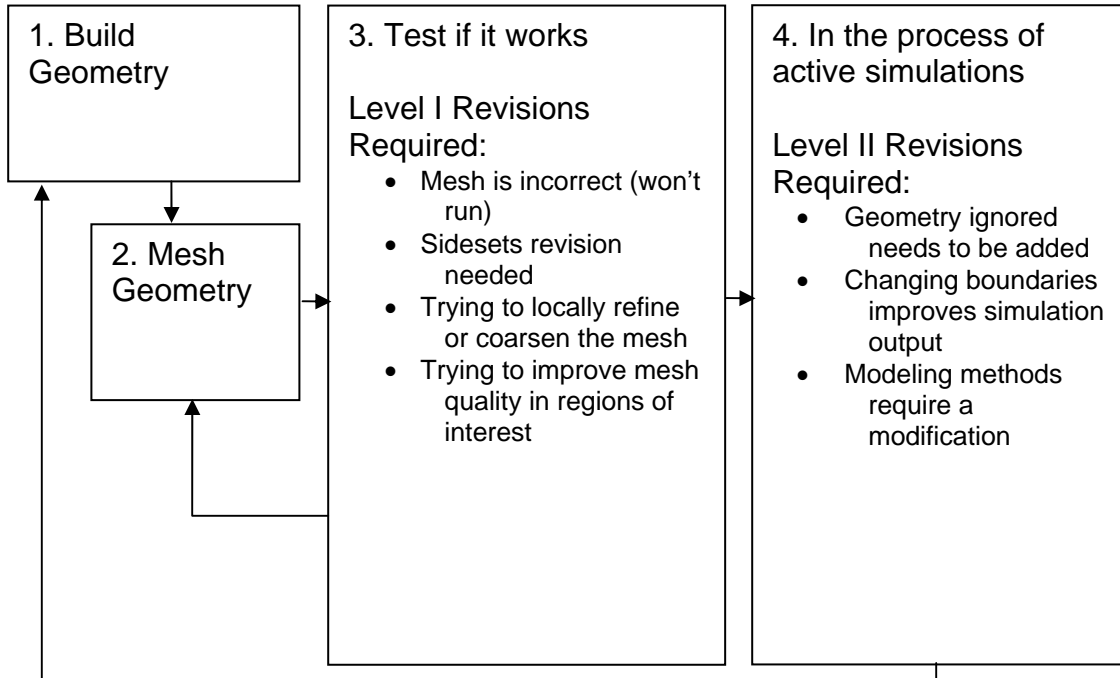 1. Build
Geometry
2. Mesh
Geometry
3. Test if it works
Level I Revisions
Required:
• Mesh is incorrect (won't
run)
• Sidesets revision
needed
• Trying to locally refine
or coarsen the mesh
• Trying to improve mesh
quality in regions of
interest
4. In the process of
active simulations
Level II Revisions
Required:
• Geometry ignored
needs to be added
• Changing boundaries
improves simulation
output
• Modeling methods
require a
modification